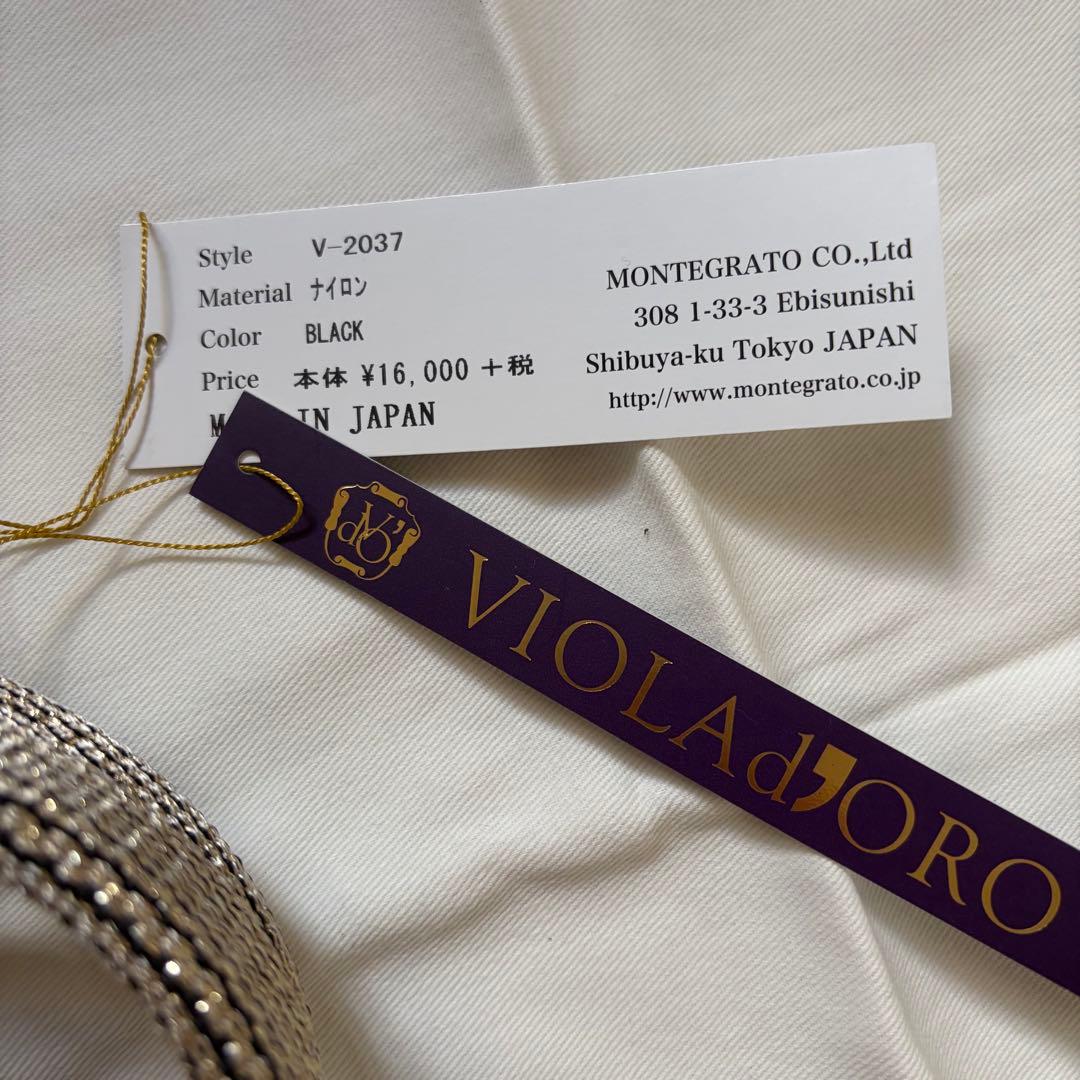 Style V-2037
Material ﾅｲﾛﾝ
Color BLACK
Price 本体 ¥16,000 +税
IN JAPAN
MONTEGRATO CO.,Ltd
308 1-33-3 Ebisunishi
Shibuya-ku Tokyo JAPAN
http://www.montegrato.co.jp
Vd'O
VIOLAd'ORO